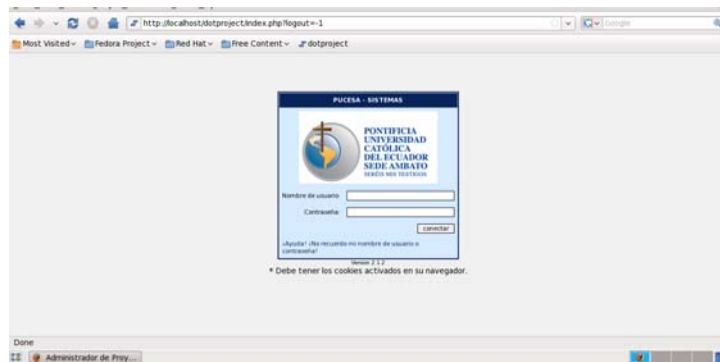 http://localhost/dotproject/index.php?logout=-1
Google
Most Visited
Fedora Project
Red Hat
Free Content
dotproject
PUCESA - SISTEMAS
PONTIFICIA
UNIVERSIDAD
CATÓLICA
DEL ECUADOR
SEDE AMBATO
SERÉIS MIS TESTIGOS
Nombre de usuario
Contraseña
conectar
¡Ayuda! ¡No recuerdo mi nombre de usuario o
contraseña!
Version 2.1.2
* Debe tener los cookies activados en su navegador.
Done
Administrador de Proy...